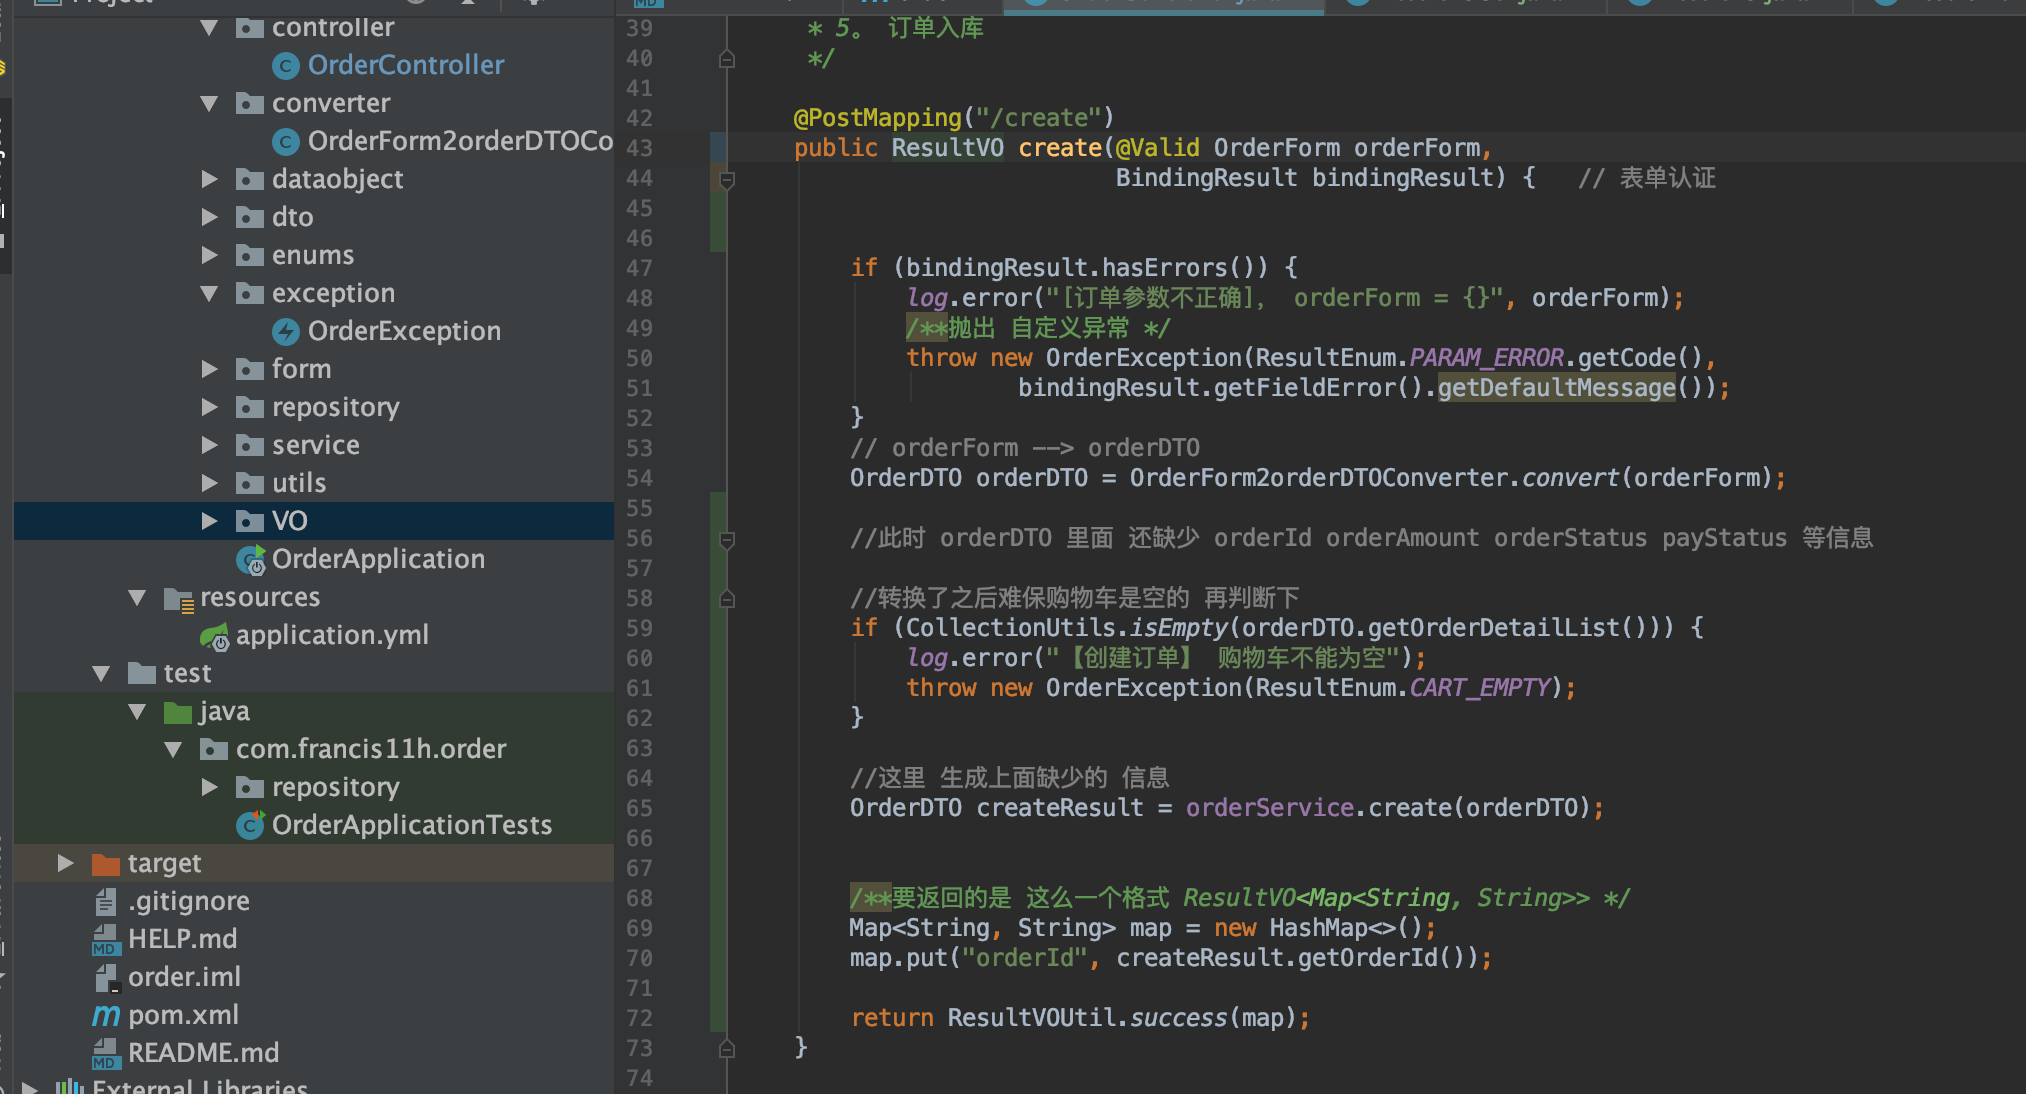 controller
OrderController
converter
OrderForm2orderDTOCo
dataobject
dto
enums
exception
OrderException
form
repository
service
utils
VO
OrderApplication
resources
application.yml
test
java
com.francis11h.order
repository
OrderApplicationTests
target
.gitignore
HELP.md
order.iml
pom.xml
README.md
External Libraries
39 * 5。 订单入库
40 */
41
42 @PostMapping("/create")
43 public ResultVO create(@Valid OrderForm orderForm,
44 BindingResult bindingResult) { // 表单认证
45
46
47 if (bindingResult.hasErrors()) {
48 log.error("[订单参数不正确], orderForm = {}", orderForm);
49 /**抛出 自定义异常 */
50 throw new OrderException(ResultEnum.PARAM_ERROR.getCode(),
51 bindingResult.getFieldError().getDefaultMessage());
52 }
53 // orderForm --> orderDTO
54 OrderDTO orderDTO = OrderForm2orderDTOConverter.convert(orderForm);
55
56 //此时 orderDTO 里面 还缺少 orderId orderAmount orderStatus payStatus 等信息
57
58 //转换了之后难保购物车是空的 再判断下
59 if (CollectionUtils.isEmpty(orderDTO.getOrderDetailList())) {
60 log.error("【创建订单】 购物车不能为空");
61 throw new OrderException(ResultEnum.CART_EMPTY);
62 }
63
64 //这里 生成上面缺少的 信息
65 OrderDTO createResult = orderService.create(orderDTO);
66
67
68 /**要返回的是 这么一个格式 ResultVO<Map<String, String>> */
69 Map<String, String> map = new HashMap<>();
70 map.put("orderId", createResult.getOrderId());
71
72 return ResultVOUtil.success(map);
73 }
74